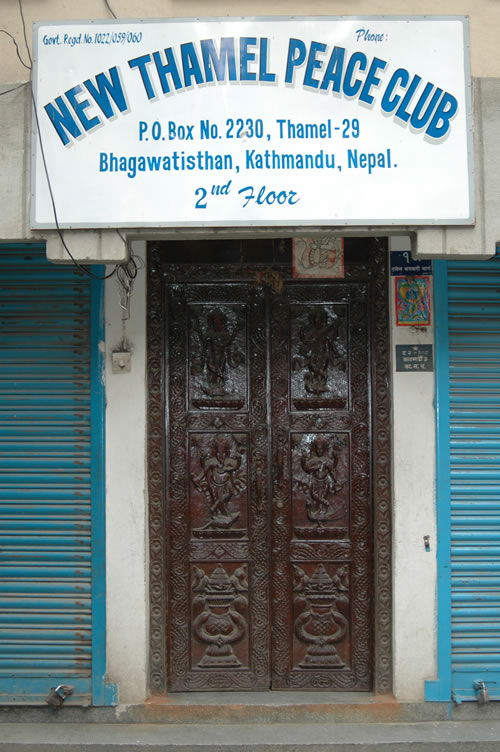 Govt. Regd. No. 1022/059/060
Phone:
NEW THAMEL PEACE CLUB
P.O.Box No. 2230, Thamel-29
Bhagawatisthan, Kathmandu, Nepal.
2nd Floor